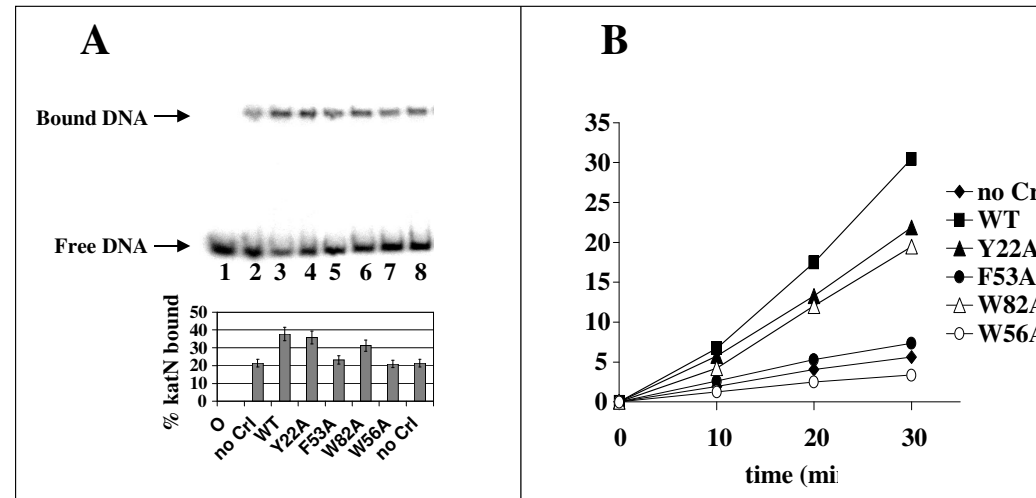 A
Bound DNA
Free DNA
1 2 3 4 5 6 7 8
% katN bound
50
40
30
20
10
0
O
no Crl
WT
Y22A
F53A
W82A
W56A
no Crl
B
35
30
25
20
15
10
5
0
0 10 20 30
time (mi
no Cr
WT
Y22A
F53A
W82A
W56A